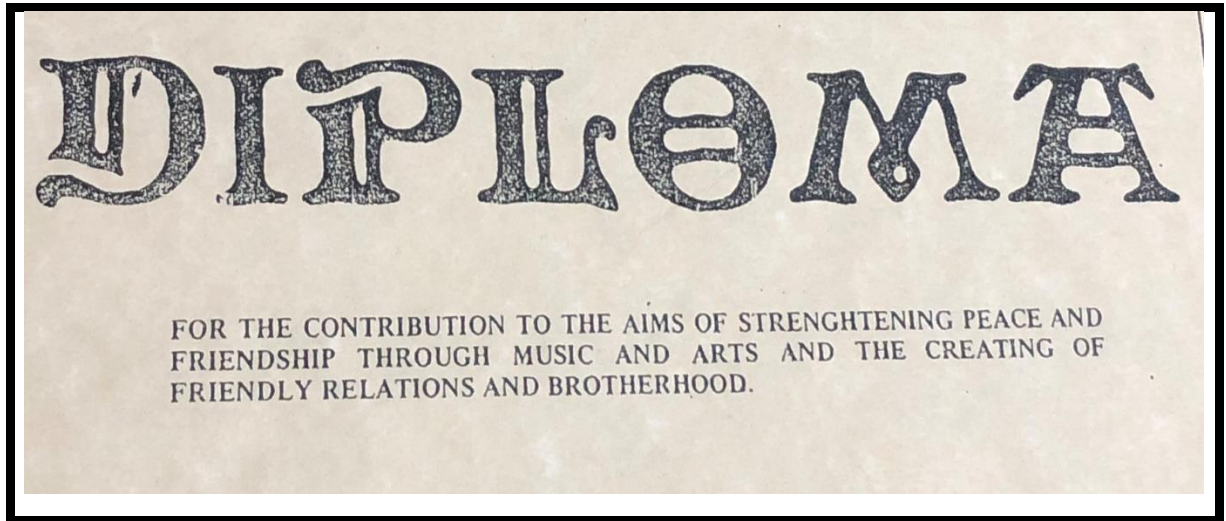 DIPLOMA
FOR THE CONTRIBUTION TO THE AIMS OF STRENGHTENING PEACE AND
FRIENDSHIP THROUGH MUSIC AND ARTS AND THE CREATING OF
FRIENDLY RELATIONS AND BROTHERHOOD.